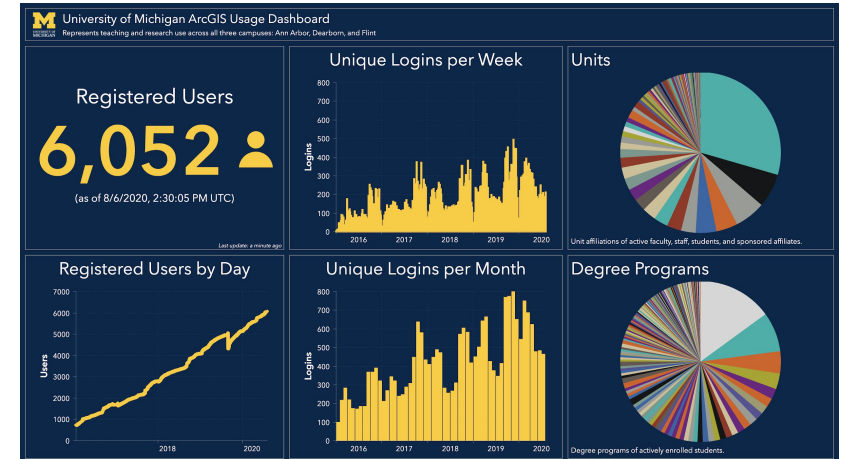 University of Michigan ArcGIS Usage Dashboard
M
UNIVERSITY OF
MICHIGAN
Represents teaching and research use across all three campuses: Ann Arbor, Dearborn, and Flint
Registered Users
6,052
(as of 8/6/2020, 2:30:05 PM UTC)
Last update: a minute ago
Unique Logins per Week
800
700
600
500
400
300
200
100
0
Logins
2016 2017 2018 2019 2020
Units
Unit affiliations of active faculty, staff, students, and sponsored affiliates.
Registered Users by Day
7000
6000
5000
4000
3000
2000
1000
0
Users
2018 2020
Unique Logins per Month
800
700
600
500
400
300
200
100
0
Logins
2016 2017 2018 2019 2020
Degree Programs
Degree programs of actively enrolled students.